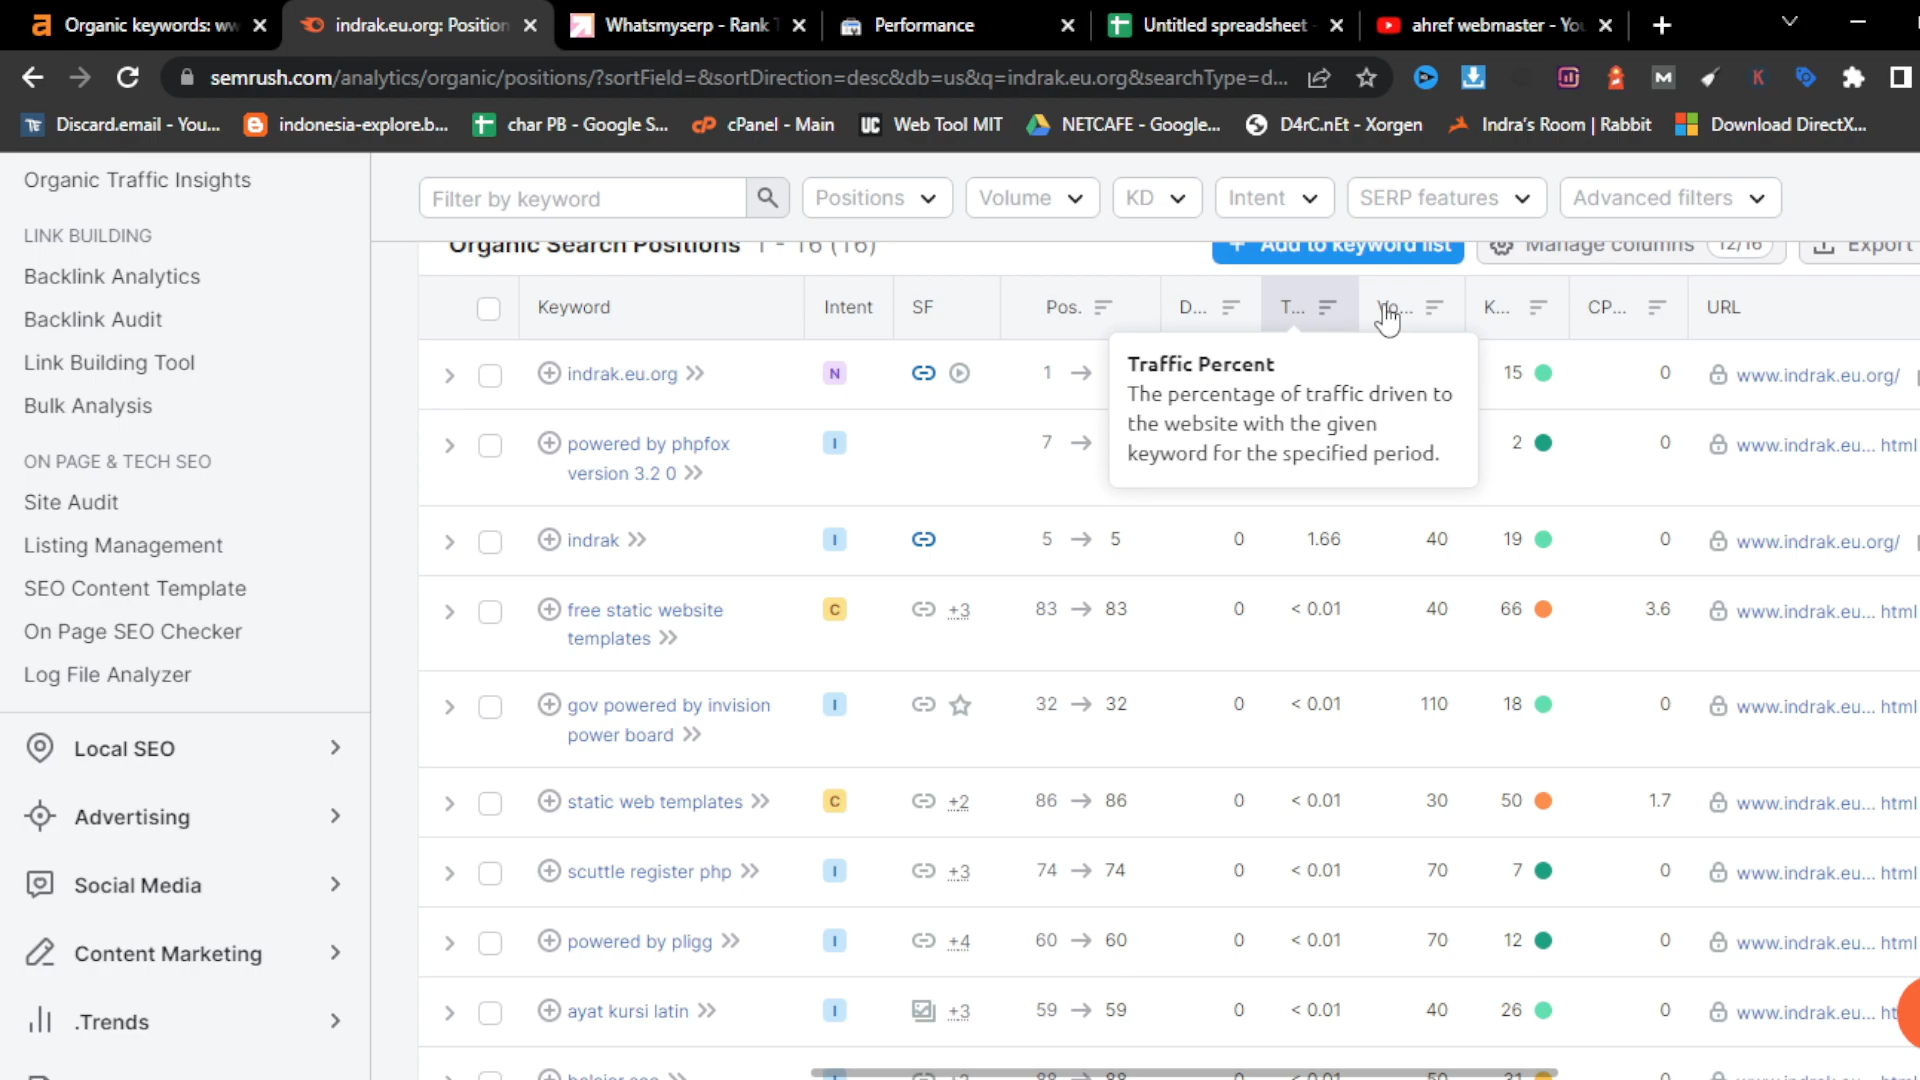 Organic keywords: ww
indrak.eu.org: Position
Whatsmyserp - Rank T
Performance
Untitled spreadsheet -
ahref webmaster - You
semrush.com/analytics/organic/positions/?sortField=&sortDirection=desc&db=us&q=indrak.eu.org&searchType=d...
Discard.email - You...
indonesia-explore.b...
char PB - Google S...
cPanel - Main
Web Tool MIT
NETCAFE - Google...
D4rC.nEt - Xorgen
Indra's Room | Rabbit
Download DirectX...
Organic Traffic Insights
LINK BUILDING
Backlink Analytics
Backlink Audit
Link Building Tool
Bulk Analysis
ON PAGE & TECH SEO
Site Audit
Listing Management
SEO Content Template
On Page SEO Checker
Log File Analyzer
Local SEO
Advertising
Social Media
Content Marketing
.Trends
Filter by keyword
Positions
Volume
KD
Intent
SERP features
Advanced filters
Organic Search Positions 1 - 16 (16)
+ Add to keyword list
Manage columns 12/16
Export
Keyword Intent SF Pos. D... T... Vo... K... CP... URL
Traffic Percent
The percentage of traffic driven to
the website with the given
keyword for the specified period.
indrak.eu.org N 1 → 15 0 www.indrak.eu.org/
powered by phpfox I 7 → 2 0 www.indrak.eu... html
version 3.2 0
indrak I 5 → 5 0 1.66 40 19 0 www.indrak.eu.org/
free static website C +3 83 → 83 0 < 0.01 40 66 3.6 www.indrak.eu... html
templates
gov powered by invision I 32 → 32 0 < 0.01 110 18 0 www.indrak.eu... html
power board
static web templates C +2 86 → 86 0 < 0.01 30 50 1.7 www.indrak.eu... html
scuttle register php I +3 74 → 74 0 < 0.01 70 7 0 www.indrak.eu... html
powered by pligg I +4 60 → 60 0 < 0.01 70 12 0 www.indrak.eu... html
ayat kursi latin I +3 59 → 59 0 < 0.01 40 26 0 www.indrak.eu... ht